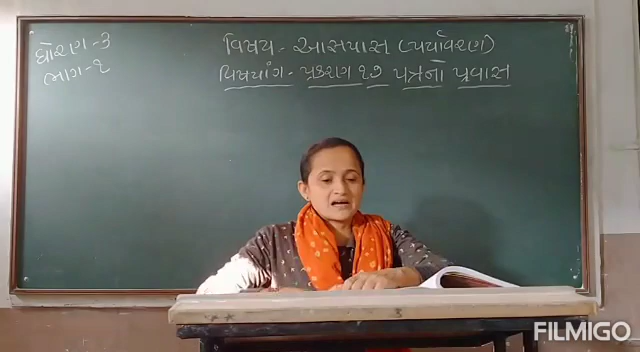 ધોરણ-૩
ભાગ-૨
વિષય - આસપાસ (પર્યાવરણ)
વિષયાંગ - પ્રકરણ ૧૭ પત્રનો પ્રવાસ
FILMIGO